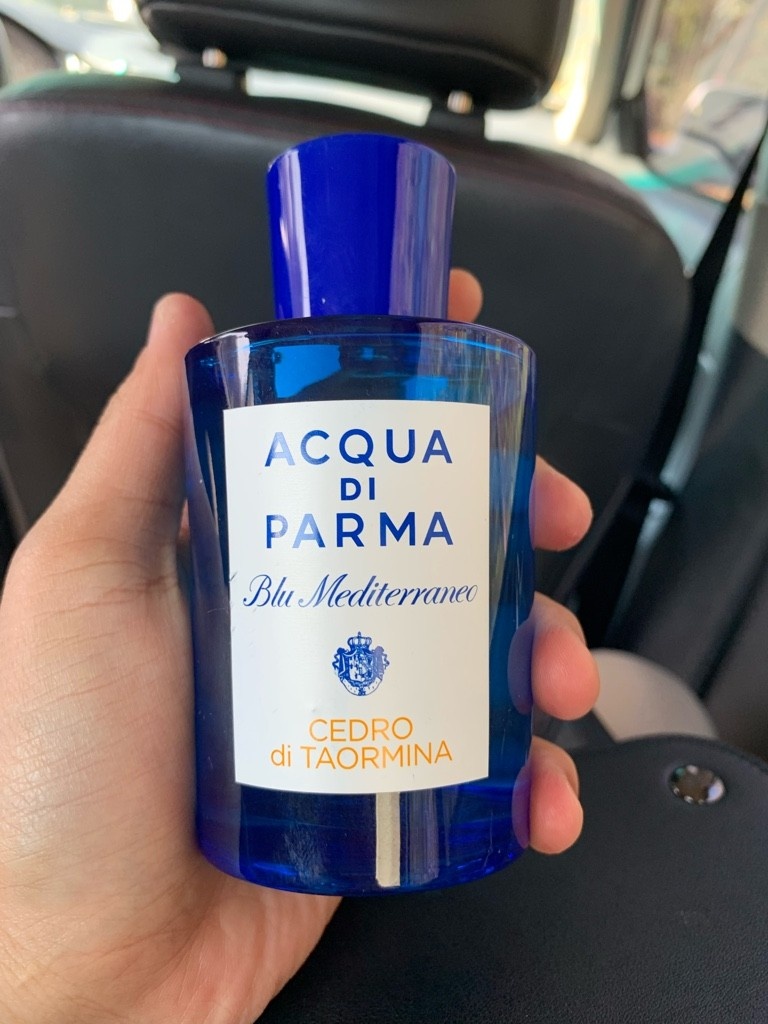 ACQUA
DI
PARMA
Blu Mediterraneo
CEDRO
di TAORMINA